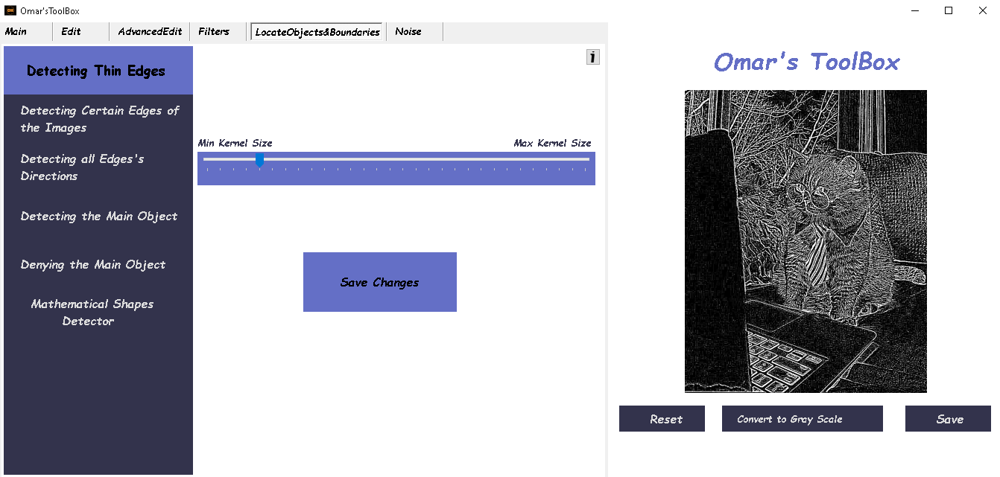 Omar'sToolBox
Main
Edit
AdvancedEdit
Filters
LocateObjects&Boundaries
Noise
Detecting Thin Edges
i
Detecting Certain Edges of
the Images
Detecting all Edges's
Directions
Detecting the Main Object
Denying the Main Object
Mathematical Shapes
Detector
Min Kernel Size
Max Kernel Size
Save Changes
Omar's ToolBox
Reset
Convert to Gray Scale
Save